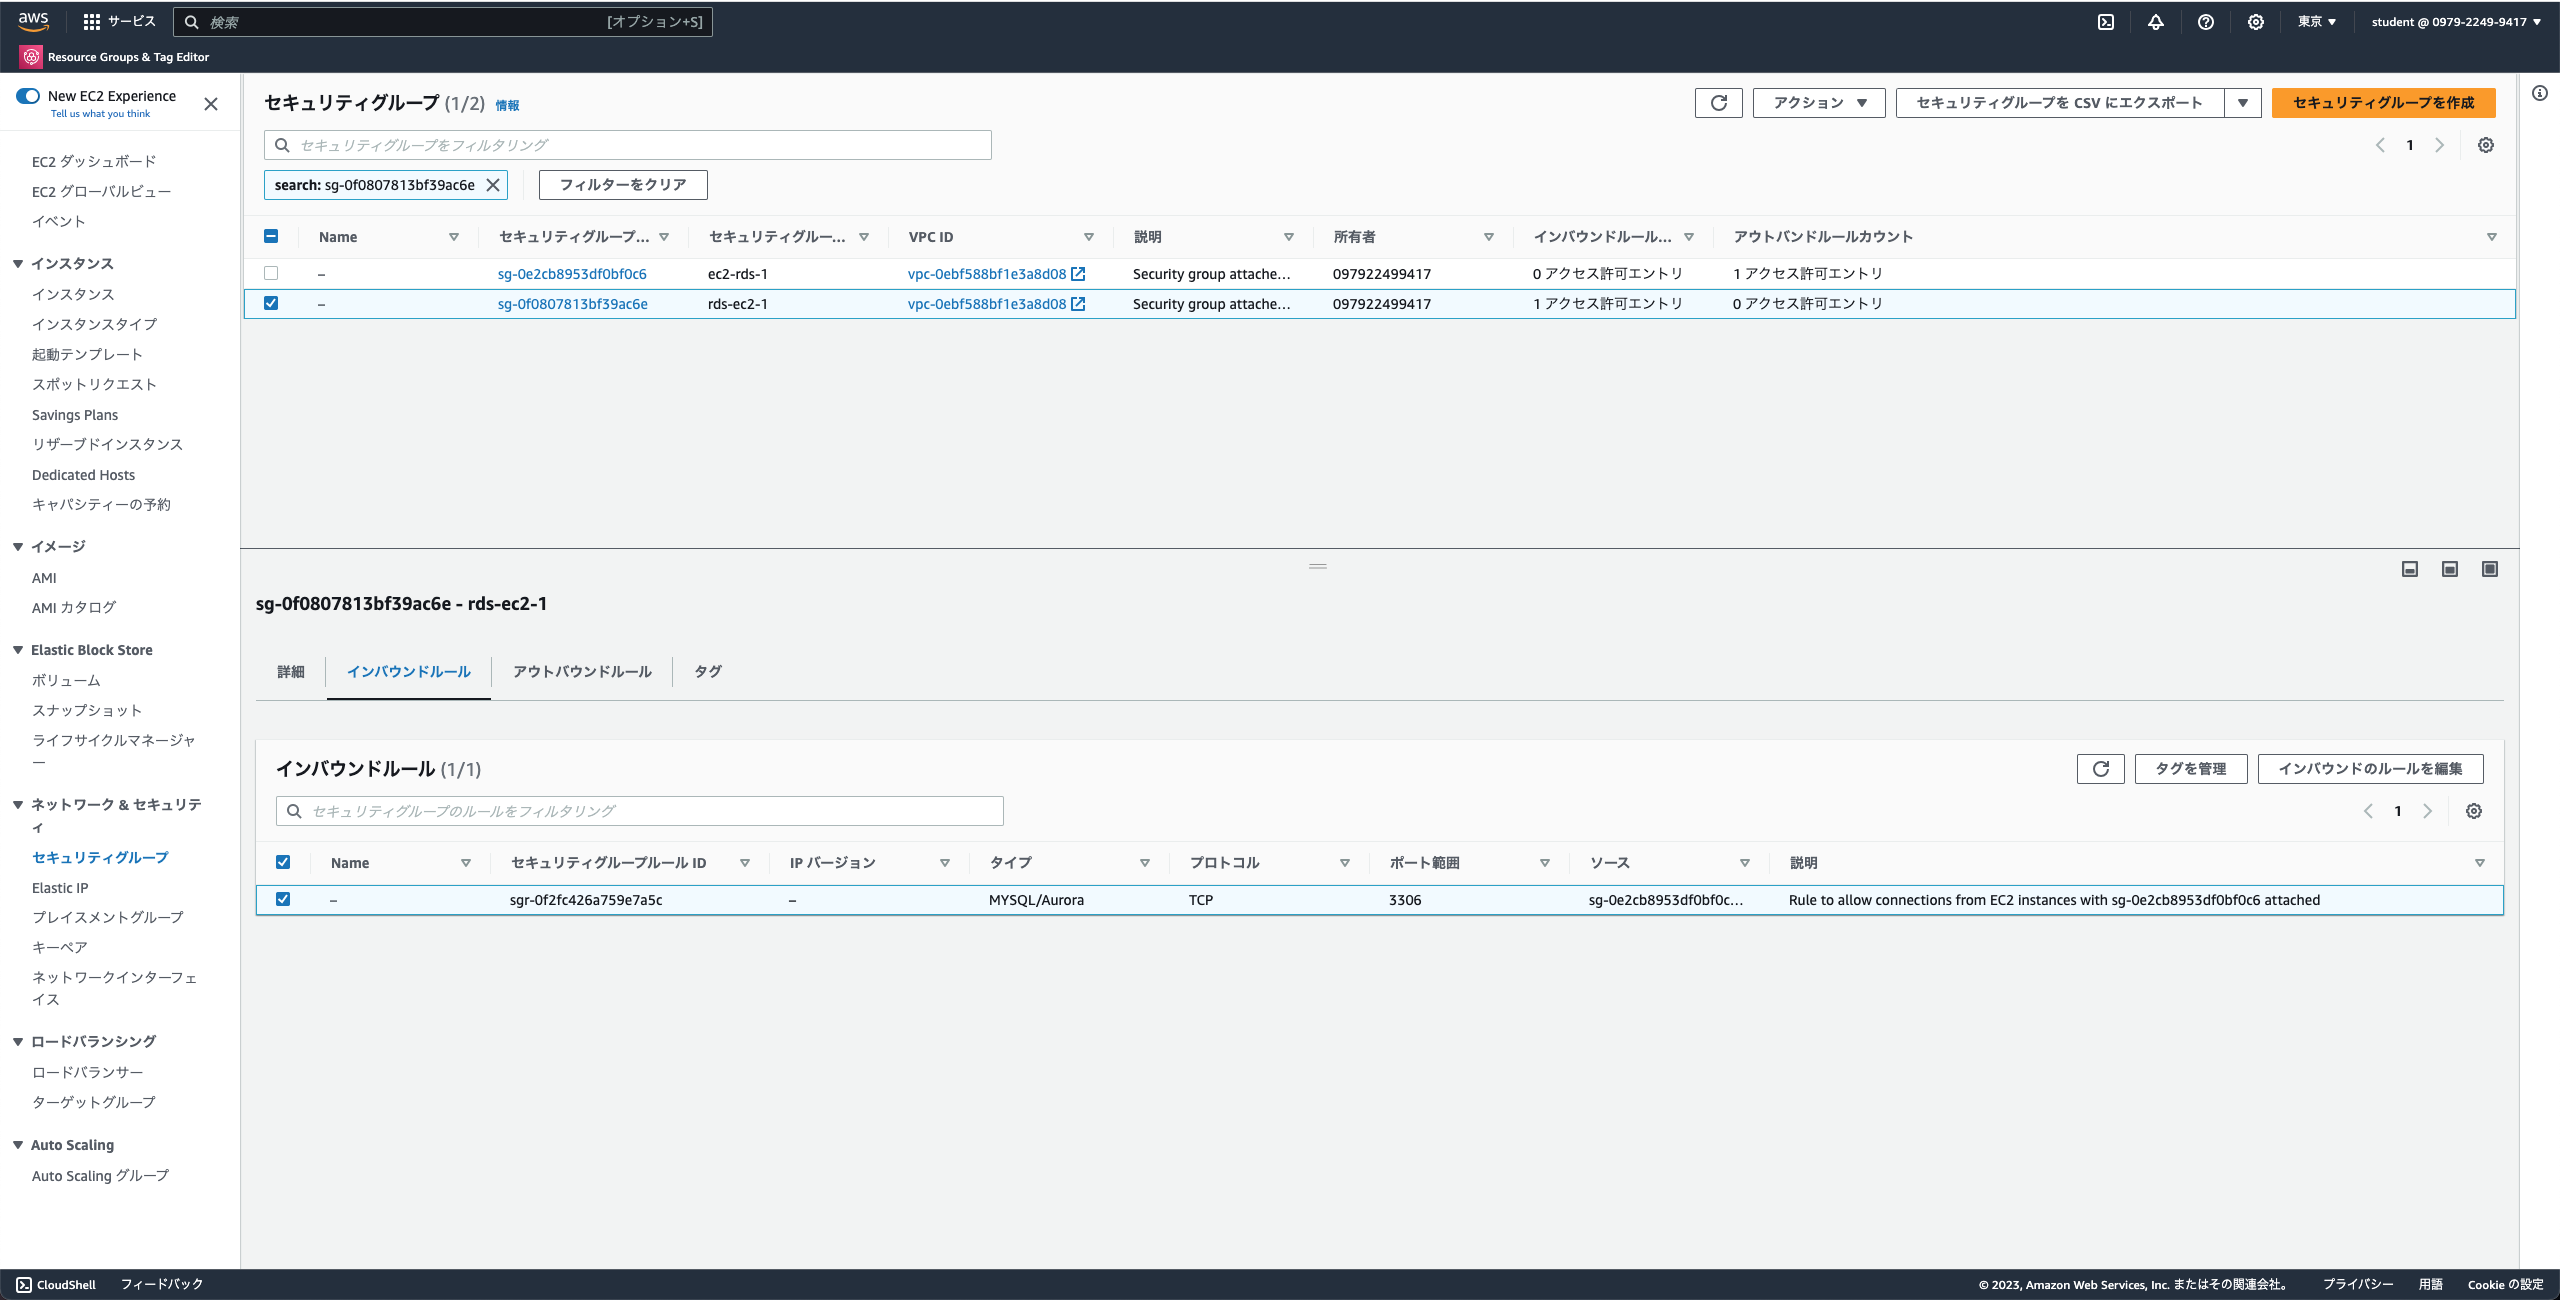 aws
サービス
検索
[オプション+S]
東京 ▼
student @ 0979-2249-9417 ▼
Resource Groups & Tag Editor
New EC2 Experience
Tell us what you think
EC2 ダッシュボード
EC2 グローバルビュー
イベント
▼ インスタンス
インスタンス
インスタンスタイプ
起動テンプレート
スポットリクエスト
Savings Plans
リザーブドインスタンス
Dedicated Hosts
キャパシティーの予約
▼ イメージ
AMI
AMI カタログ
▼ Elastic Block Store
ボリューム
スナップショット
ライフサイクルマネージャ
ー
▼ ネットワーク & セキュリテ
ィ
セキュリティグループ
Elastic IP
プレイスメントグループ
キーペア
ネットワークインターフェ
イス
▼ ロードバランシング
ロードバランサー
ターゲットグループ
▼ Auto Scaling
Auto Scaling グループ
セキュリティグループ (1/2) 情報
アクション ▼
セキュリティグループを CSV にエクスポート ▼
セキュリティグループを作成
セキュリティグループをフィルタリング
1
search: sg-0f0807813bf39ac6e
フィルターをクリア
Name セキュリティグループ... セキュリティグルー... VPC ID 説明 所有者 インバウンドルール... アウトバンドルールカウント
– sg-0e2cb8953df0bf0c6 ec2-rds-1 vpc-0ebf588bf1e3a8d08 Security group attache... 097922499417 0 アクセス許可エントリ 1 アクセス許可エントリ
– sg-0f0807813bf39ac6e rds-ec2-1 vpc-0ebf588bf1e3a8d08 Security group attache... 097922499417 1 アクセス許可エントリ 0 アクセス許可エントリ
sg-0f0807813bf39ac6e - rds-ec2-1
詳細
インバウンドルール
アウトバウンドルール
タグ
インバウンドルール (1/1)
タグを管理
インバウンドのルールを編集
セキュリティグループのルールをフィルタリング
1
Name セキュリティグループルール ID IP バージョン タイプ プロトコル ポート範囲 ソース 説明
– sgr-0f2fc426a759e7a5c – MYSQL/Aurora TCP 3306 sg-0e2cb8953df0bf0c... Rule to allow connections from EC2 instances with sg-0e2cb8953df0bf0c6 attached
CloudShell
フィードバック
© 2023, Amazon Web Services, Inc. またはその関連会社。
プライバシー
用語
Cookie の設定